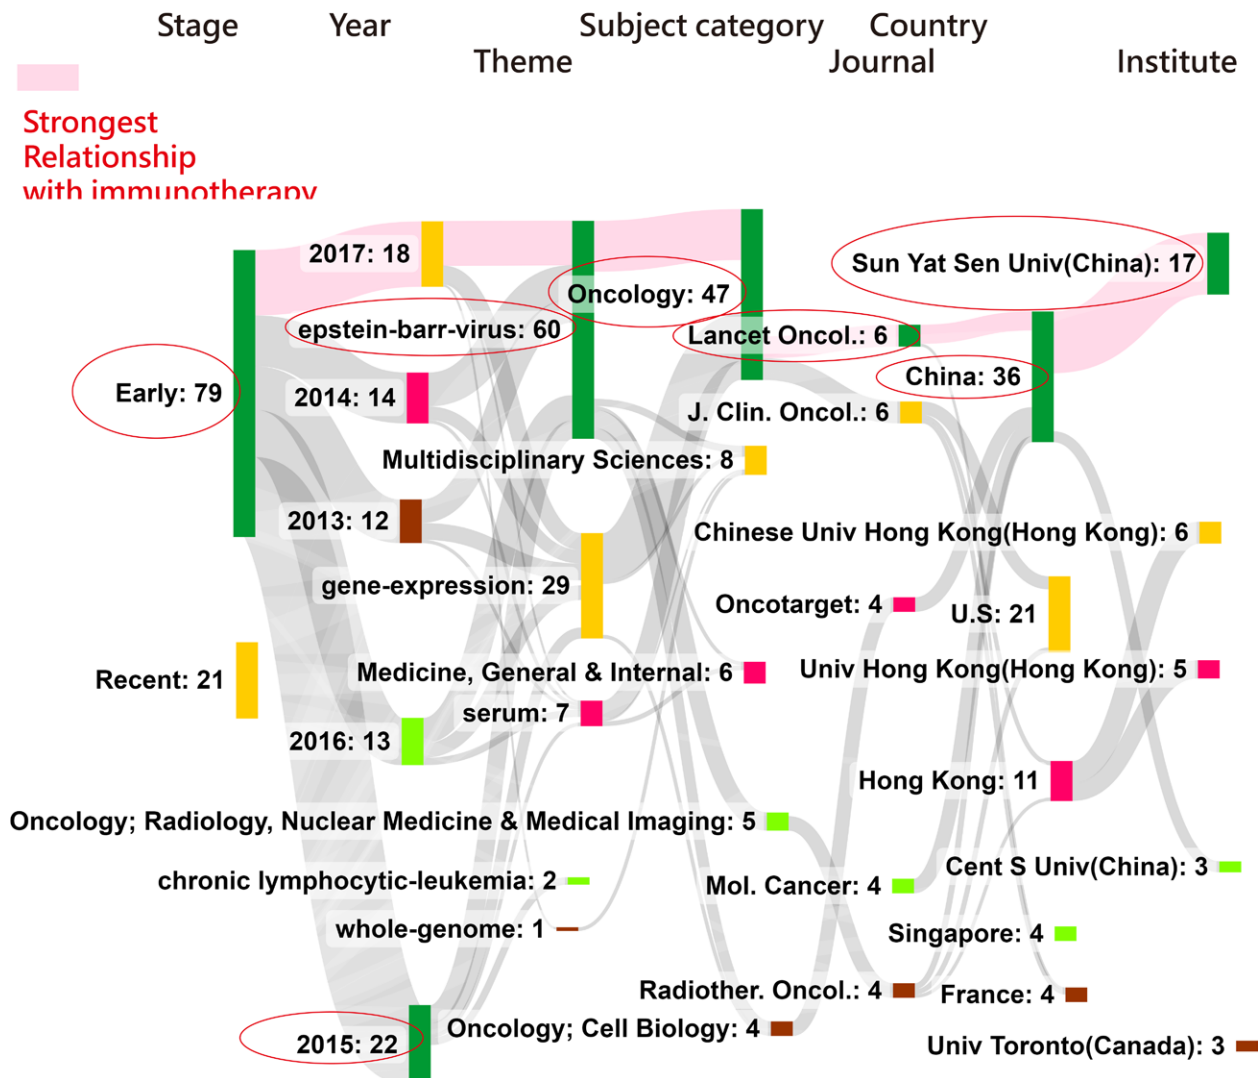 Stage
Year
Subject category
Country
Theme
Journal
Institute
Strongest
Relationship
with immunotherapy
2017: 18
Sun Yat Sen Univ(China): 17
Oncology: 47
epstein-barr-virus: 60
Lancet Oncol.: 6
China: 36
Early: 79
2014: 14
J. Clin. Oncol.: 6
Multidisciplinary Sciences: 8
2013: 12
Chinese Univ Hong Kong(Hong Kong): 6
gene-expression: 29
Oncotarget: 4
U.S: 21
Recent: 21
Medicine, General & Internal: 6
Univ Hong Kong(Hong Kong): 5
serum: 7
2016: 13
Hong Kong: 11
Oncology; Radiology, Nuclear Medicine & Medical Imaging: 5
chronic lymphocytic-leukemia: 2
Mol. Cancer: 4
Cent S Univ(China): 3
whole-genome: 1
Singapore: 4
Radiother. Oncol.: 4
France: 4
2015: 22
Oncology; Cell Biology: 4
Univ Toronto(Canada): 3